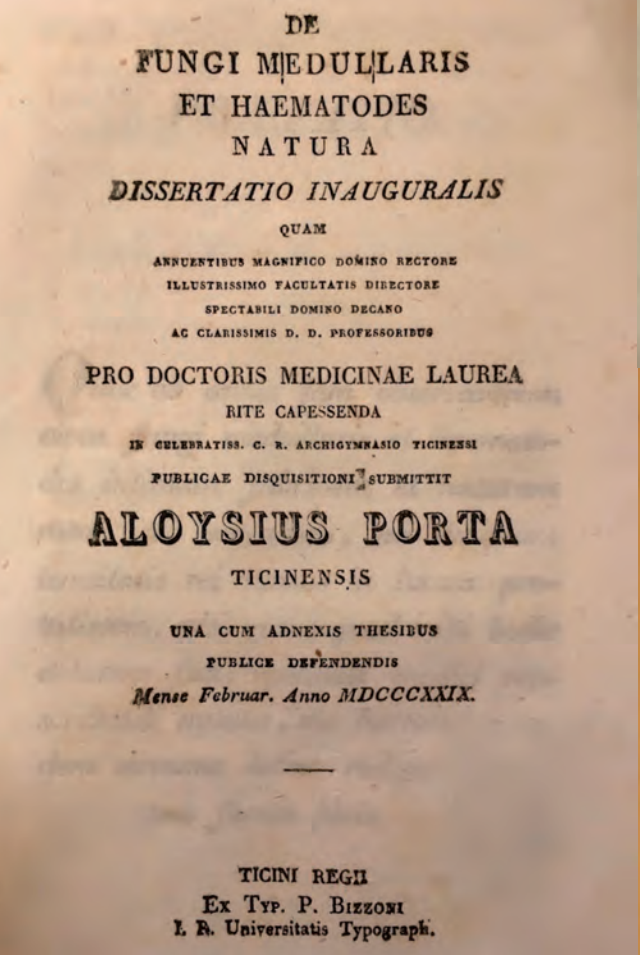 DE
FUNGI MEDULLARIS
ET HAEMATODES
NATURA
DISSERTATIO INAUGURALIS
QUAM
ANNUENTIBUS MAGNIFICO DOMINO RECTORE
ILLUSTRISSIMO FACULTATIS DIRECTORE
SPECTABILI DOMINO DECANO
AC CLARISSIMIS D. D. PROFESSORIBUS
PRO DOCTORIS MEDICINAE LAUREA
RITE CAPESSENDA
IN CELEBRATISS. C. R. ARCHIGYMNASIO TICINENSI
PUBLICAE DISQUISITIONI SUBMITTIT
ALOYSIUS PORTA
TICINENSIS
UNA CUM ADNEXIS THESIBUS
PUBLICE DEFENDENDIS
Mense Februar. Anno MDCCCXXIX.
TICINI REGII
Ex Typ. P. Bizzoni
I. R. Universitatis Typograph.